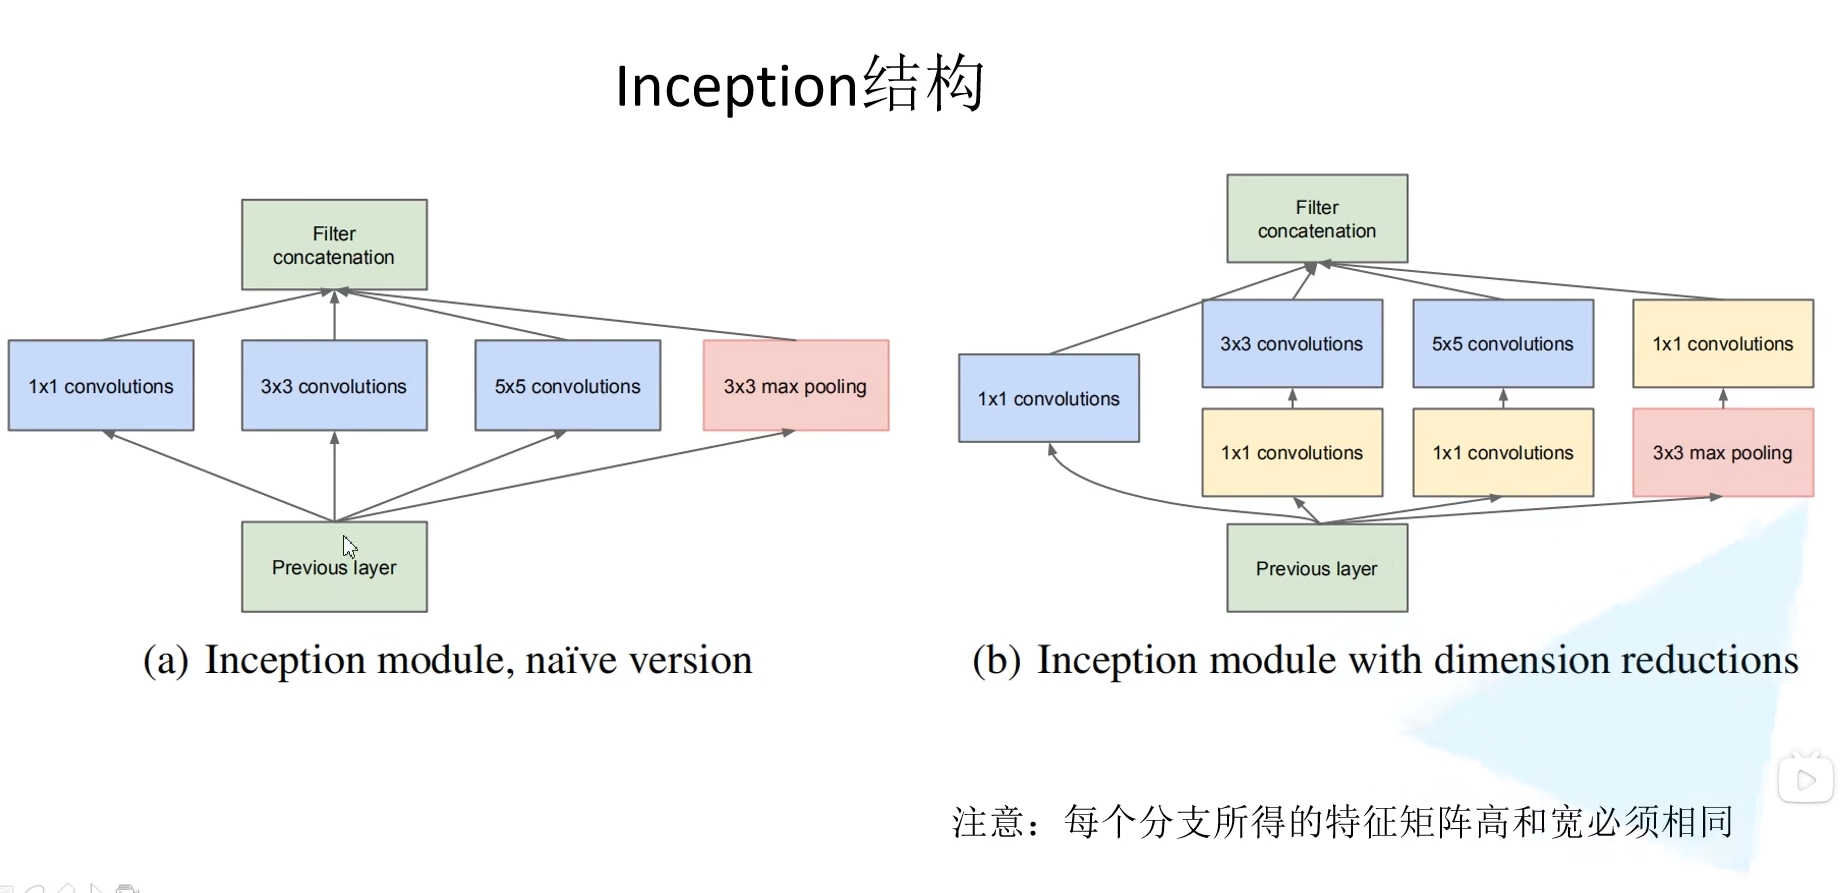 Inception结构
Filter
concatenation
1x1 convolutions
3x3 convolutions
5x5 convolutions
3x3 max pooling
Previous layer
(a) Inception module, naïve version
Filter
concatenation
1x1 convolutions
3x3 convolutions
5x5 convolutions
1x1 convolutions
1x1 convolutions
1x1 convolutions
3x3 max pooling
Previous layer
(b) Inception module with dimension reductions
注意：每个分支所得的特征矩阵高和宽必须相同